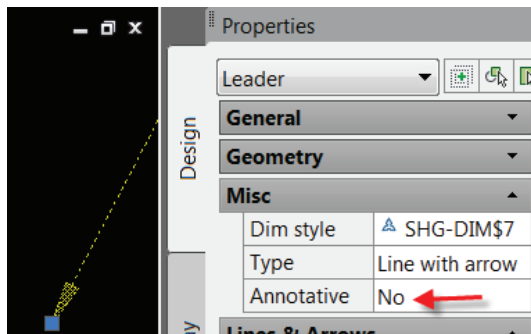 Properties
Leader
Design
General
Geometry
Misc
Dim style SHG-DIM$7
Type Line with arrow
Annotative No
Lines & Arrows